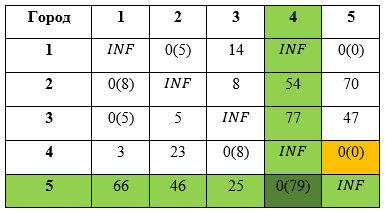 Город 1 2 3 4 5
1 INF 0(5) 14 INF 0(0)
2 0(8) INF 8 54 70
3 0(5) 5 INF 77 47
4 3 23 0(8) INF 0(0)
5 66 46 25 0(79) INF